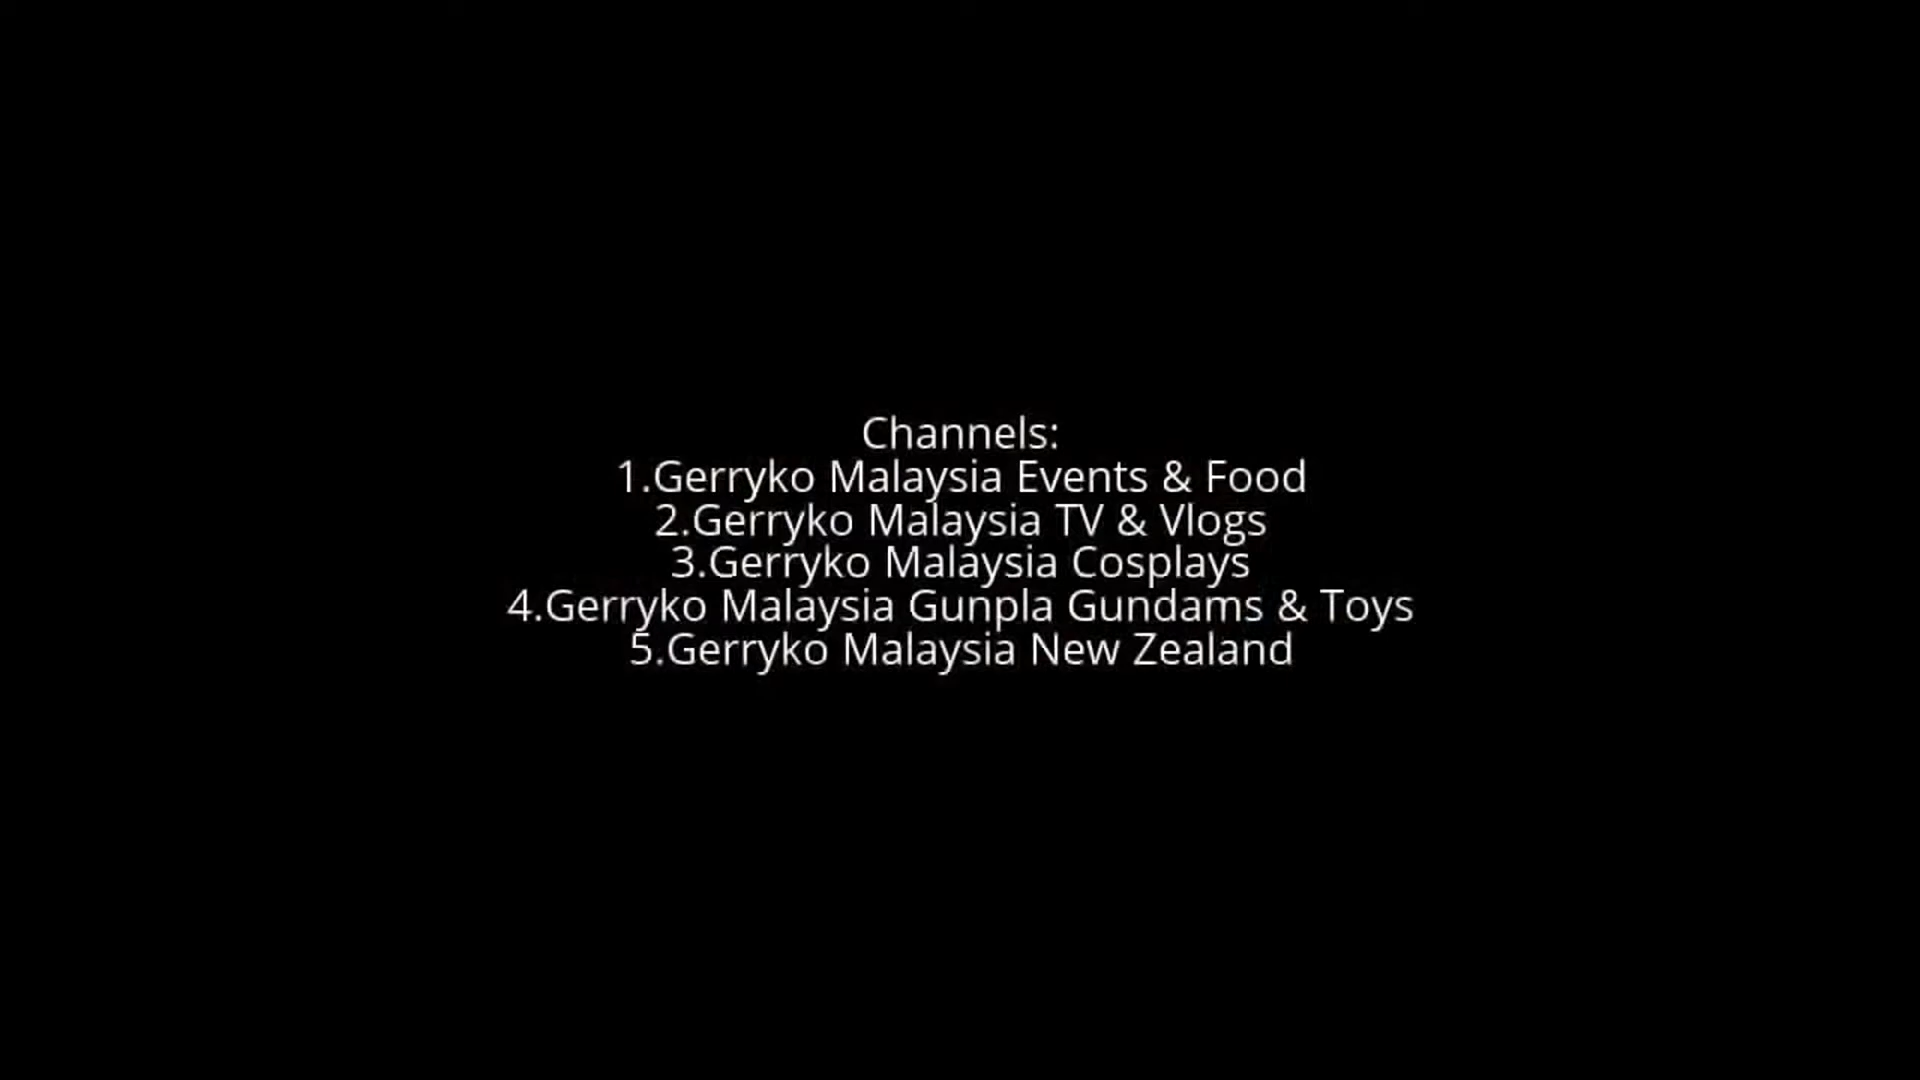 Channels:
1.Gerryko Malaysia Events & Food
2.Gerryko Malaysia TV & Vlogs
3.Gerryko Malaysia Cosplays
4.Gerryko Malaysia Gunpla Gundams & Toys
5.Gerryko Malaysia New Zealand